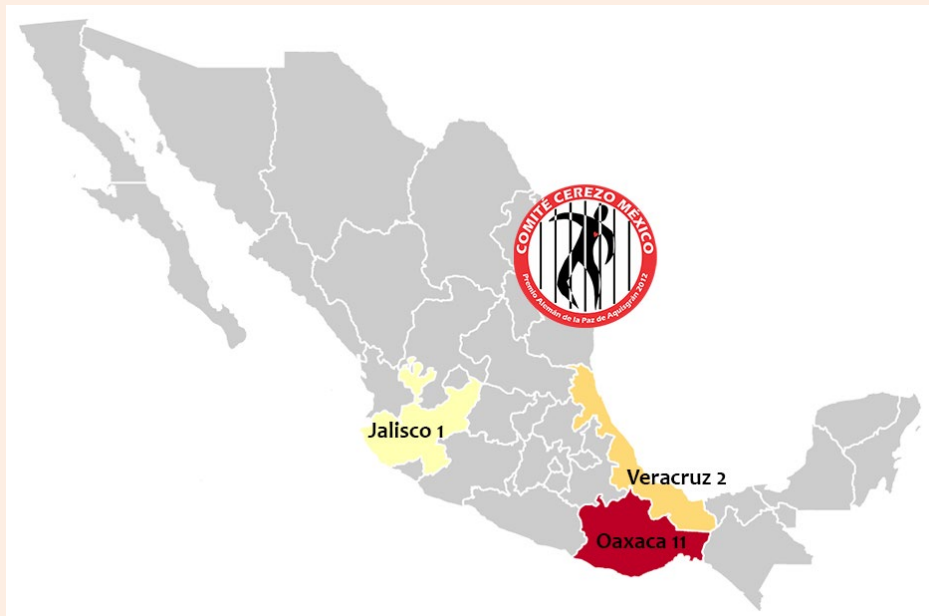 COMITÉ CEREZO MÉXICO
Premio Alemán de la Paz de Aquisgrán 2012
Jalisco 1
Veracruz 2
Oaxaca 11